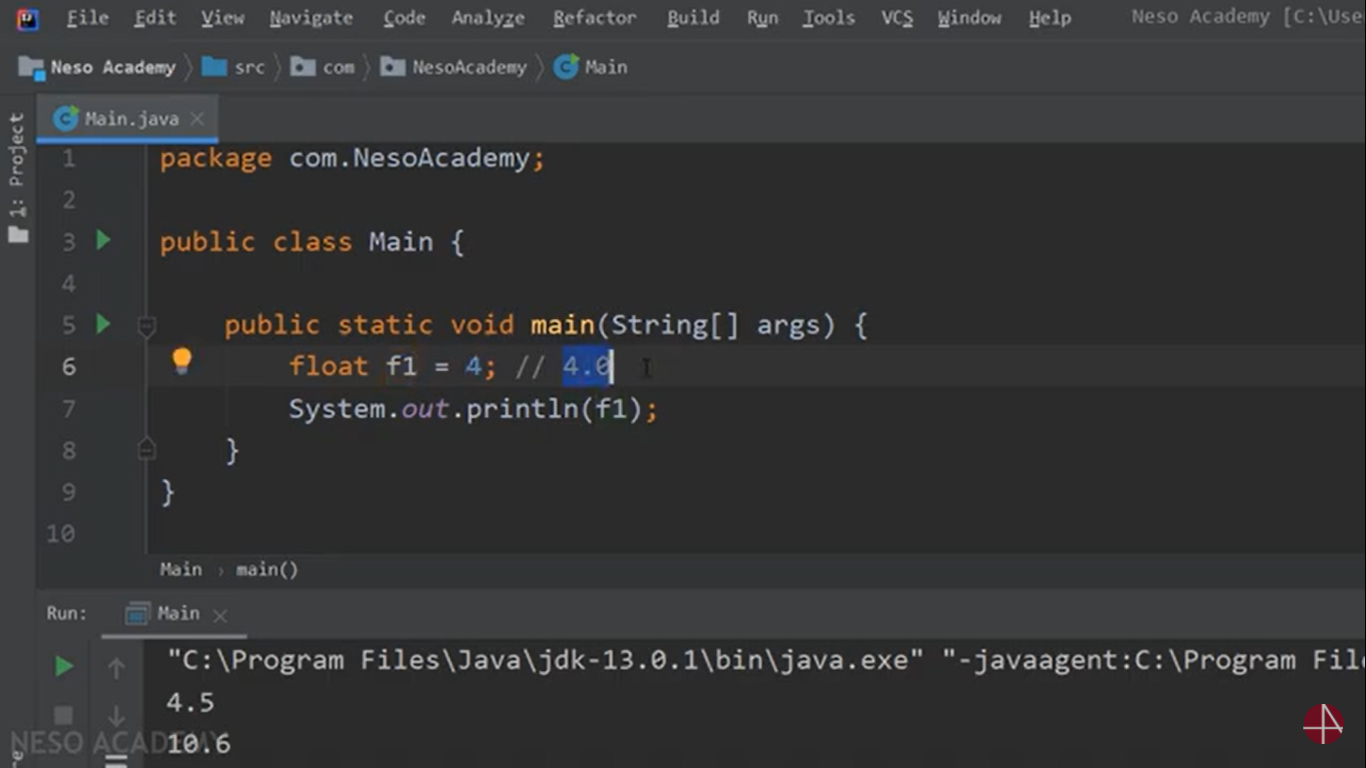 File Edit View Navigate Code Analyze Refactor Build Run Tools VCS Window Help Neso Academy [C:\Use
Neso Academy src com NesoAcademy Main
1: Project
Main.java
1 package com.NesoAcademy;
2
3 public class Main {
4
5 public static void main(String[] args) {
6 float f1 = 4; // 4.0
7 System.out.println(f1);
8 }
9 }
10
Main main()
Run: Main
"C:\Program Files\Java\jdk-13.0.1\bin\java.exe" "-javaagent:C:\Program File
4.5
10.6
NESO ACADEMY